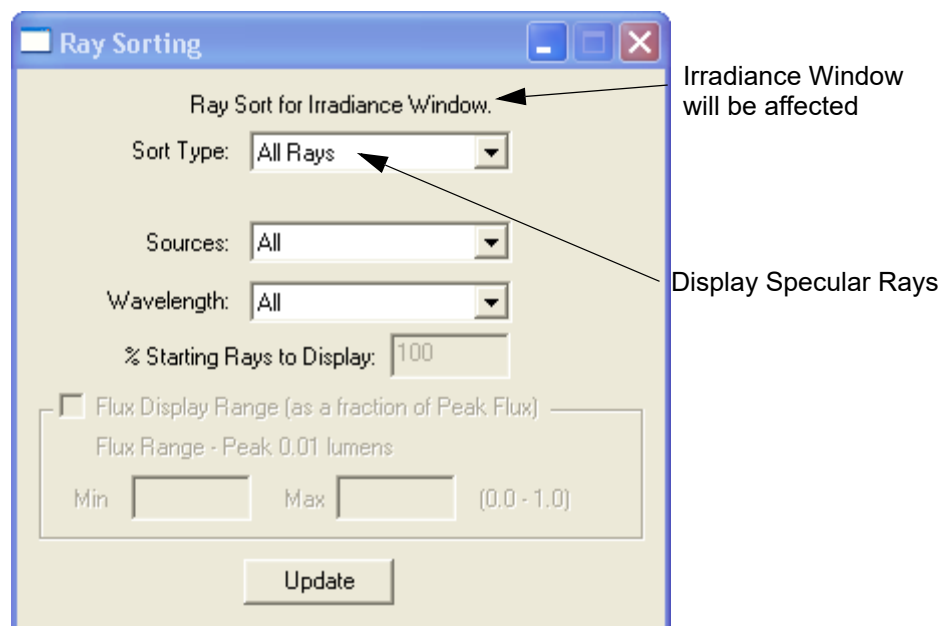 Ray Sorting
Ray Sort for Irradiance Window.
Irradiance Window
will be affected
Sort Type: All Rays
Sources: All
Display Specular Rays
Wavelength: All
% Starting Rays to Display: 100
Flux Display Range (as a fraction of Peak Flux)
Flux Range - Peak 0.01 lumens
Min Max (0.0 - 1.0)
Update